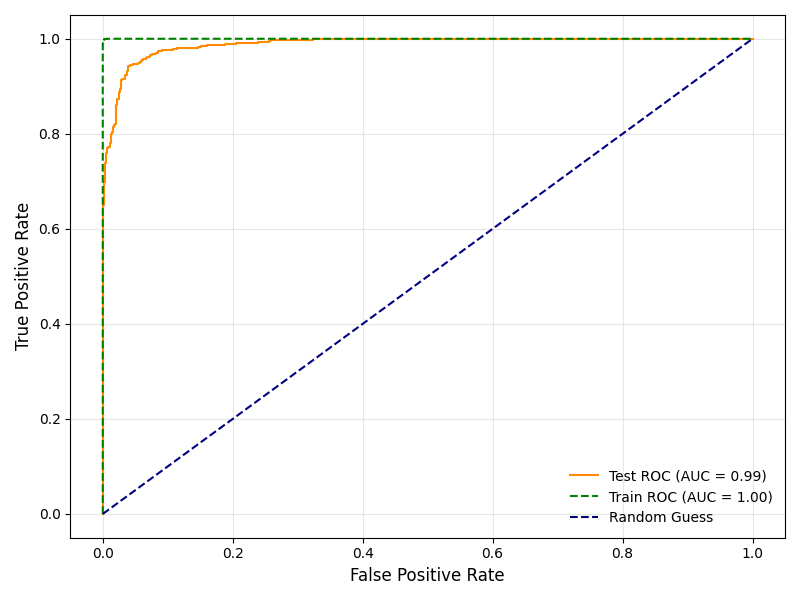 1.0
0.8
0.6
0.4
0.2
0.0
True Positive Rate
Test ROC (AUC = 0.99)
Train ROC (AUC = 1.00)
Random Guess
0.0 0.2 0.4 0.6 0.8 1.0
False Positive Rate